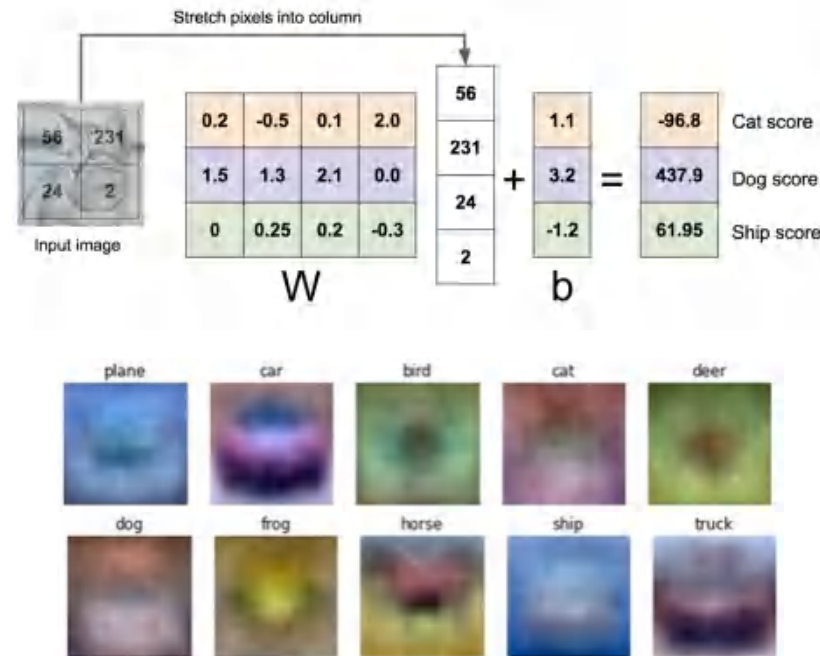 Stretch pixels into column
56 231
24 2
Input image
0.2 -0.5 0.1 2.0
1.5 1.3 2.1 0.0
0 0.25 0.2 -0.3
W
56
231
24
2
+
1.1
3.2
-1.2
b
=
-96.8 Cat score
437.9 Dog score
61.95 Ship score
plane car bird cat deer
dog frog horse ship truck